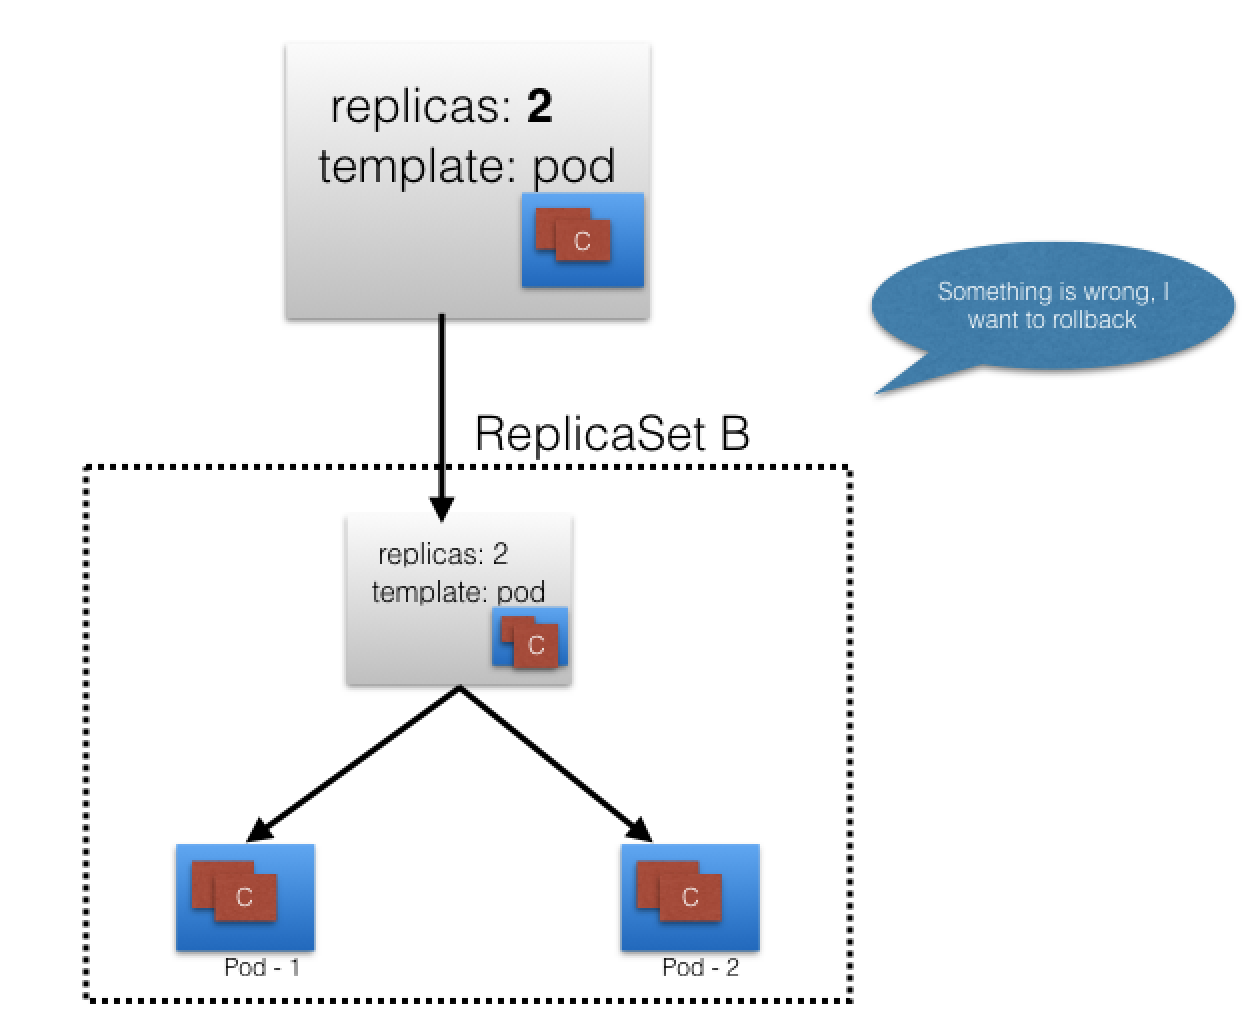 replicas: 2
template: pod
C
Something is wrong, I
want to rollback
ReplicaSet B
replicas: 2
template: pod
C
C
C
Pod - 1
Pod - 2